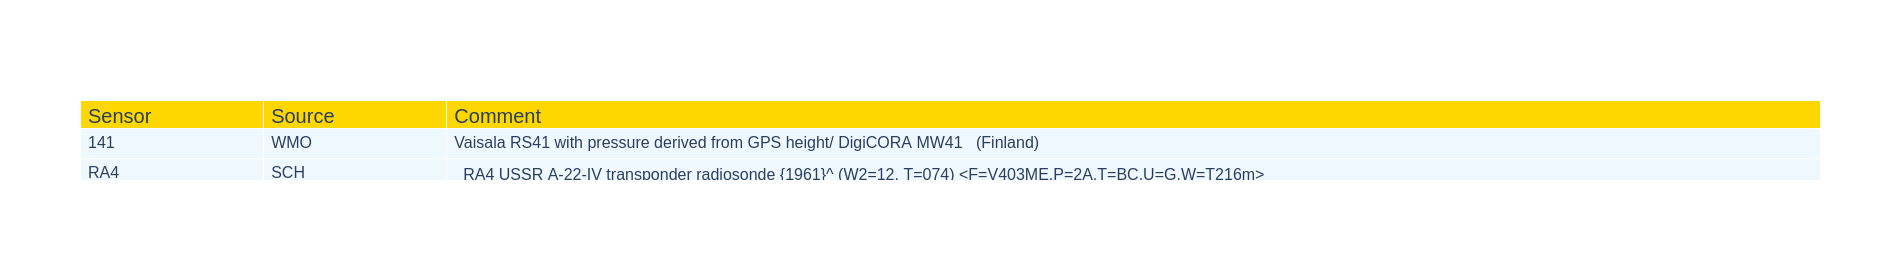 Sensor Source Comment
141 WMO Vaisala RS41 with pressure derived from GPS height/ DigiCORA MW41 (Finland)
RA4 SCH RA4 USSR A-22-IV transponder radiosonde {1961}^ (W2=12, T=074) <F=V403ME,P=2A,T=BC,U=G,W=T216m>